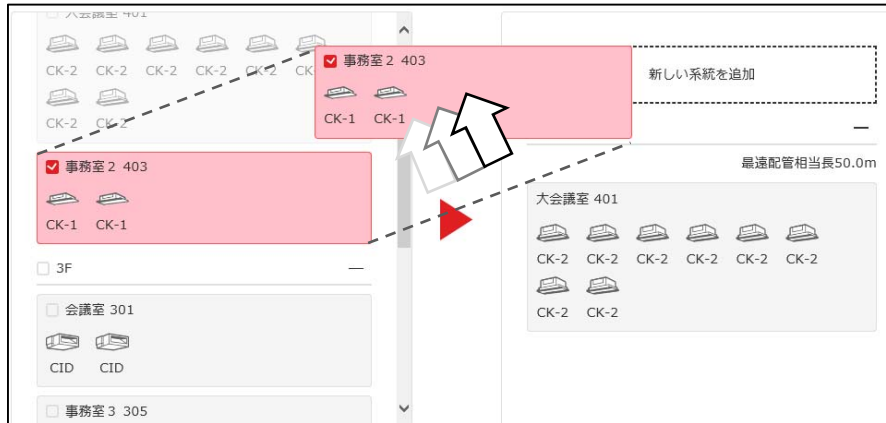 大会議室 401
CK-2 CK-2 CK-2 CK-2 CK-2 CK
CK-2 CK-2
事務室2 403
CK-1 CK-1
事務室2 403
CK-1 CK-1
3F
会議室 301
CID CID
事務室3 305
新しい系統を追加
最遠配管相当長50.0m
大会議室 401
CK-2 CK-2 CK-2 CK-2 CK-2 CK-2
CK-2 CK-2